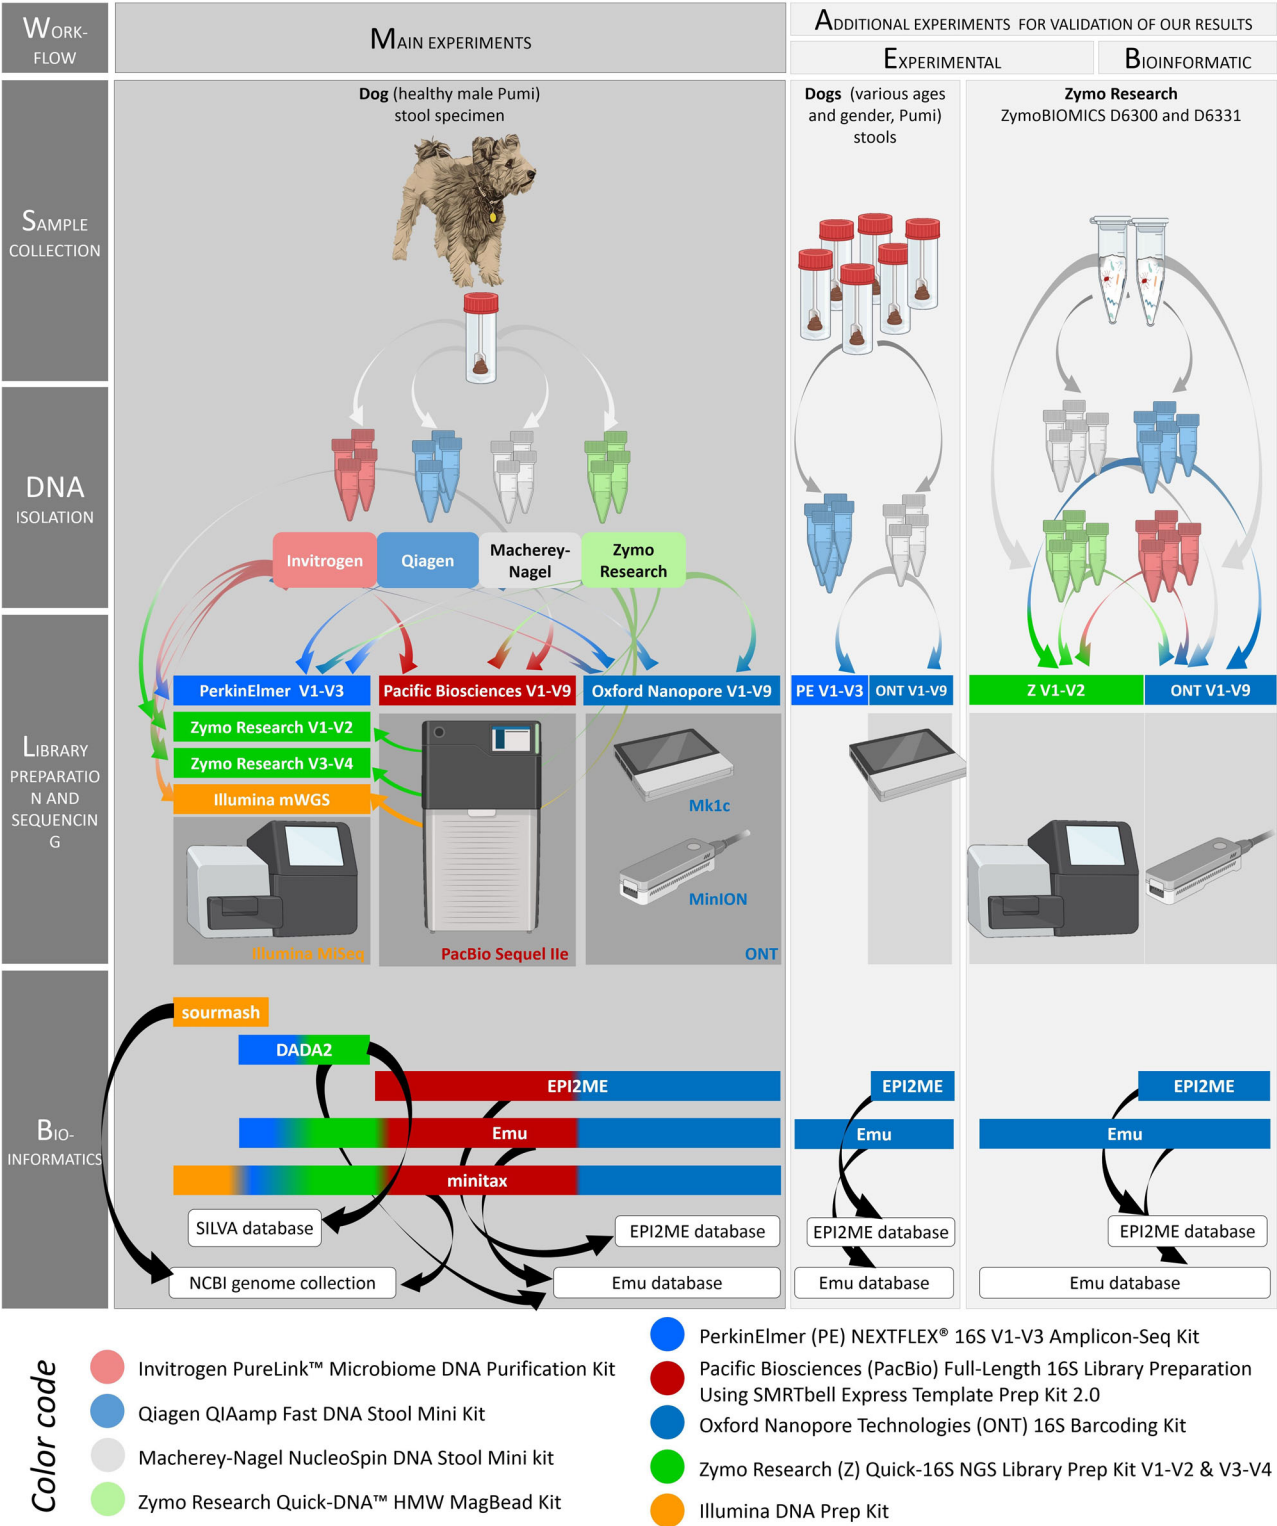 WORK-
FLOW
MAIN EXPERIMENTS
ADDITIONAL EXPERIMENTS FOR VALIDATION OF OUR RESULTS
EXPERIMENTAL
BIOINFORMATIC
SAMPLE
COLLECTION
Dog (healthy male Pumi)
stool specimen
Dogs (various ages
and gender, Pumi)
stools
Zymo Research
ZymoBIOMICS D6300 and D6331
DNA
ISOLATION
Invitrogen
Qiagen
Macherey-
Nagel
Zymo
Research
LIBRARY
PREPARATIO
N AND
SEQUENCIN
G
PerkinElmer V1-V3
Pacific Biosciences V1-V9
Oxford Nanopore V1-V9
PE V1-V3
ONT V1-V9
Z V1-V2
ONT V1-V9
Zymo Research V1-V2
Zymo Research V3-V4
Illumina mWGS
Mk1c
MinION
Illumina MiSeq
PacBio Sequel IIe
ONT
BIO-
INFORMATICS
sourmash
DADA2
EPI2ME
EPI2ME
EPI2ME
Emu
Emu
Emu
minitax
SILVA database
EPI2ME database
EPI2ME database
EPI2ME database
NCBI genome collection
Emu database
Emu database
Emu database
Color code
Invitrogen PureLink™ Microbiome DNA Purification Kit
Qiagen QIAamp Fast DNA Stool Mini Kit
Macherey-Nagel NucleoSpin DNA Stool Mini kit
Zymo Research Quick-DNA™ HMW MagBead Kit
PerkinElmer (PE) NEXTFLEX® 16S V1-V3 Amplicon-Seq Kit
Pacific Biosciences (PacBio) Full-Length 16S Library Preparation
Using SMRTbell Express Template Prep Kit 2.0
Oxford Nanopore Technologies (ONT) 16S Barcoding Kit
Zymo Research (Z) Quick-16S NGS Library Prep Kit V1-V2 & V3-V4
Illumina DNA Prep Kit